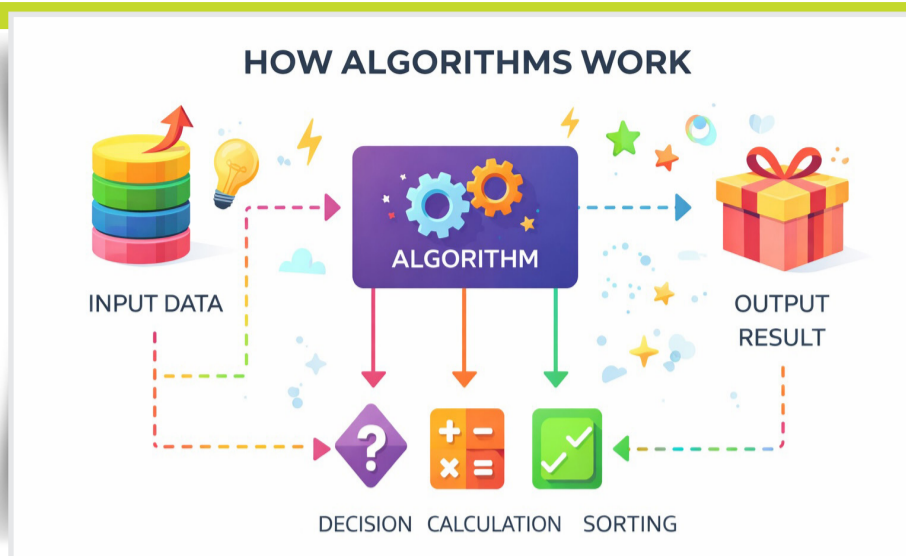 HOW ALGORITHMS WORK
ALGORITHM
INPUT DATA
OUTPUT
RESULT
? + - × =
DECISION CALCULATION SORTING